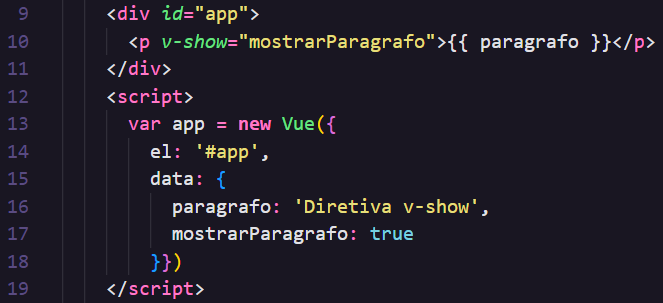 9 <div id="app">
10 <p v-show="mostrarParagrafo">{{ paragrafo }}</p>
11 </div>
12 <script>
13 var app = new Vue({
14 el: '#app',
15 data: {
16 paragrafo: 'Diretiva v-show',
17 mostrarParagrafo: true
18 }})
19 </script>